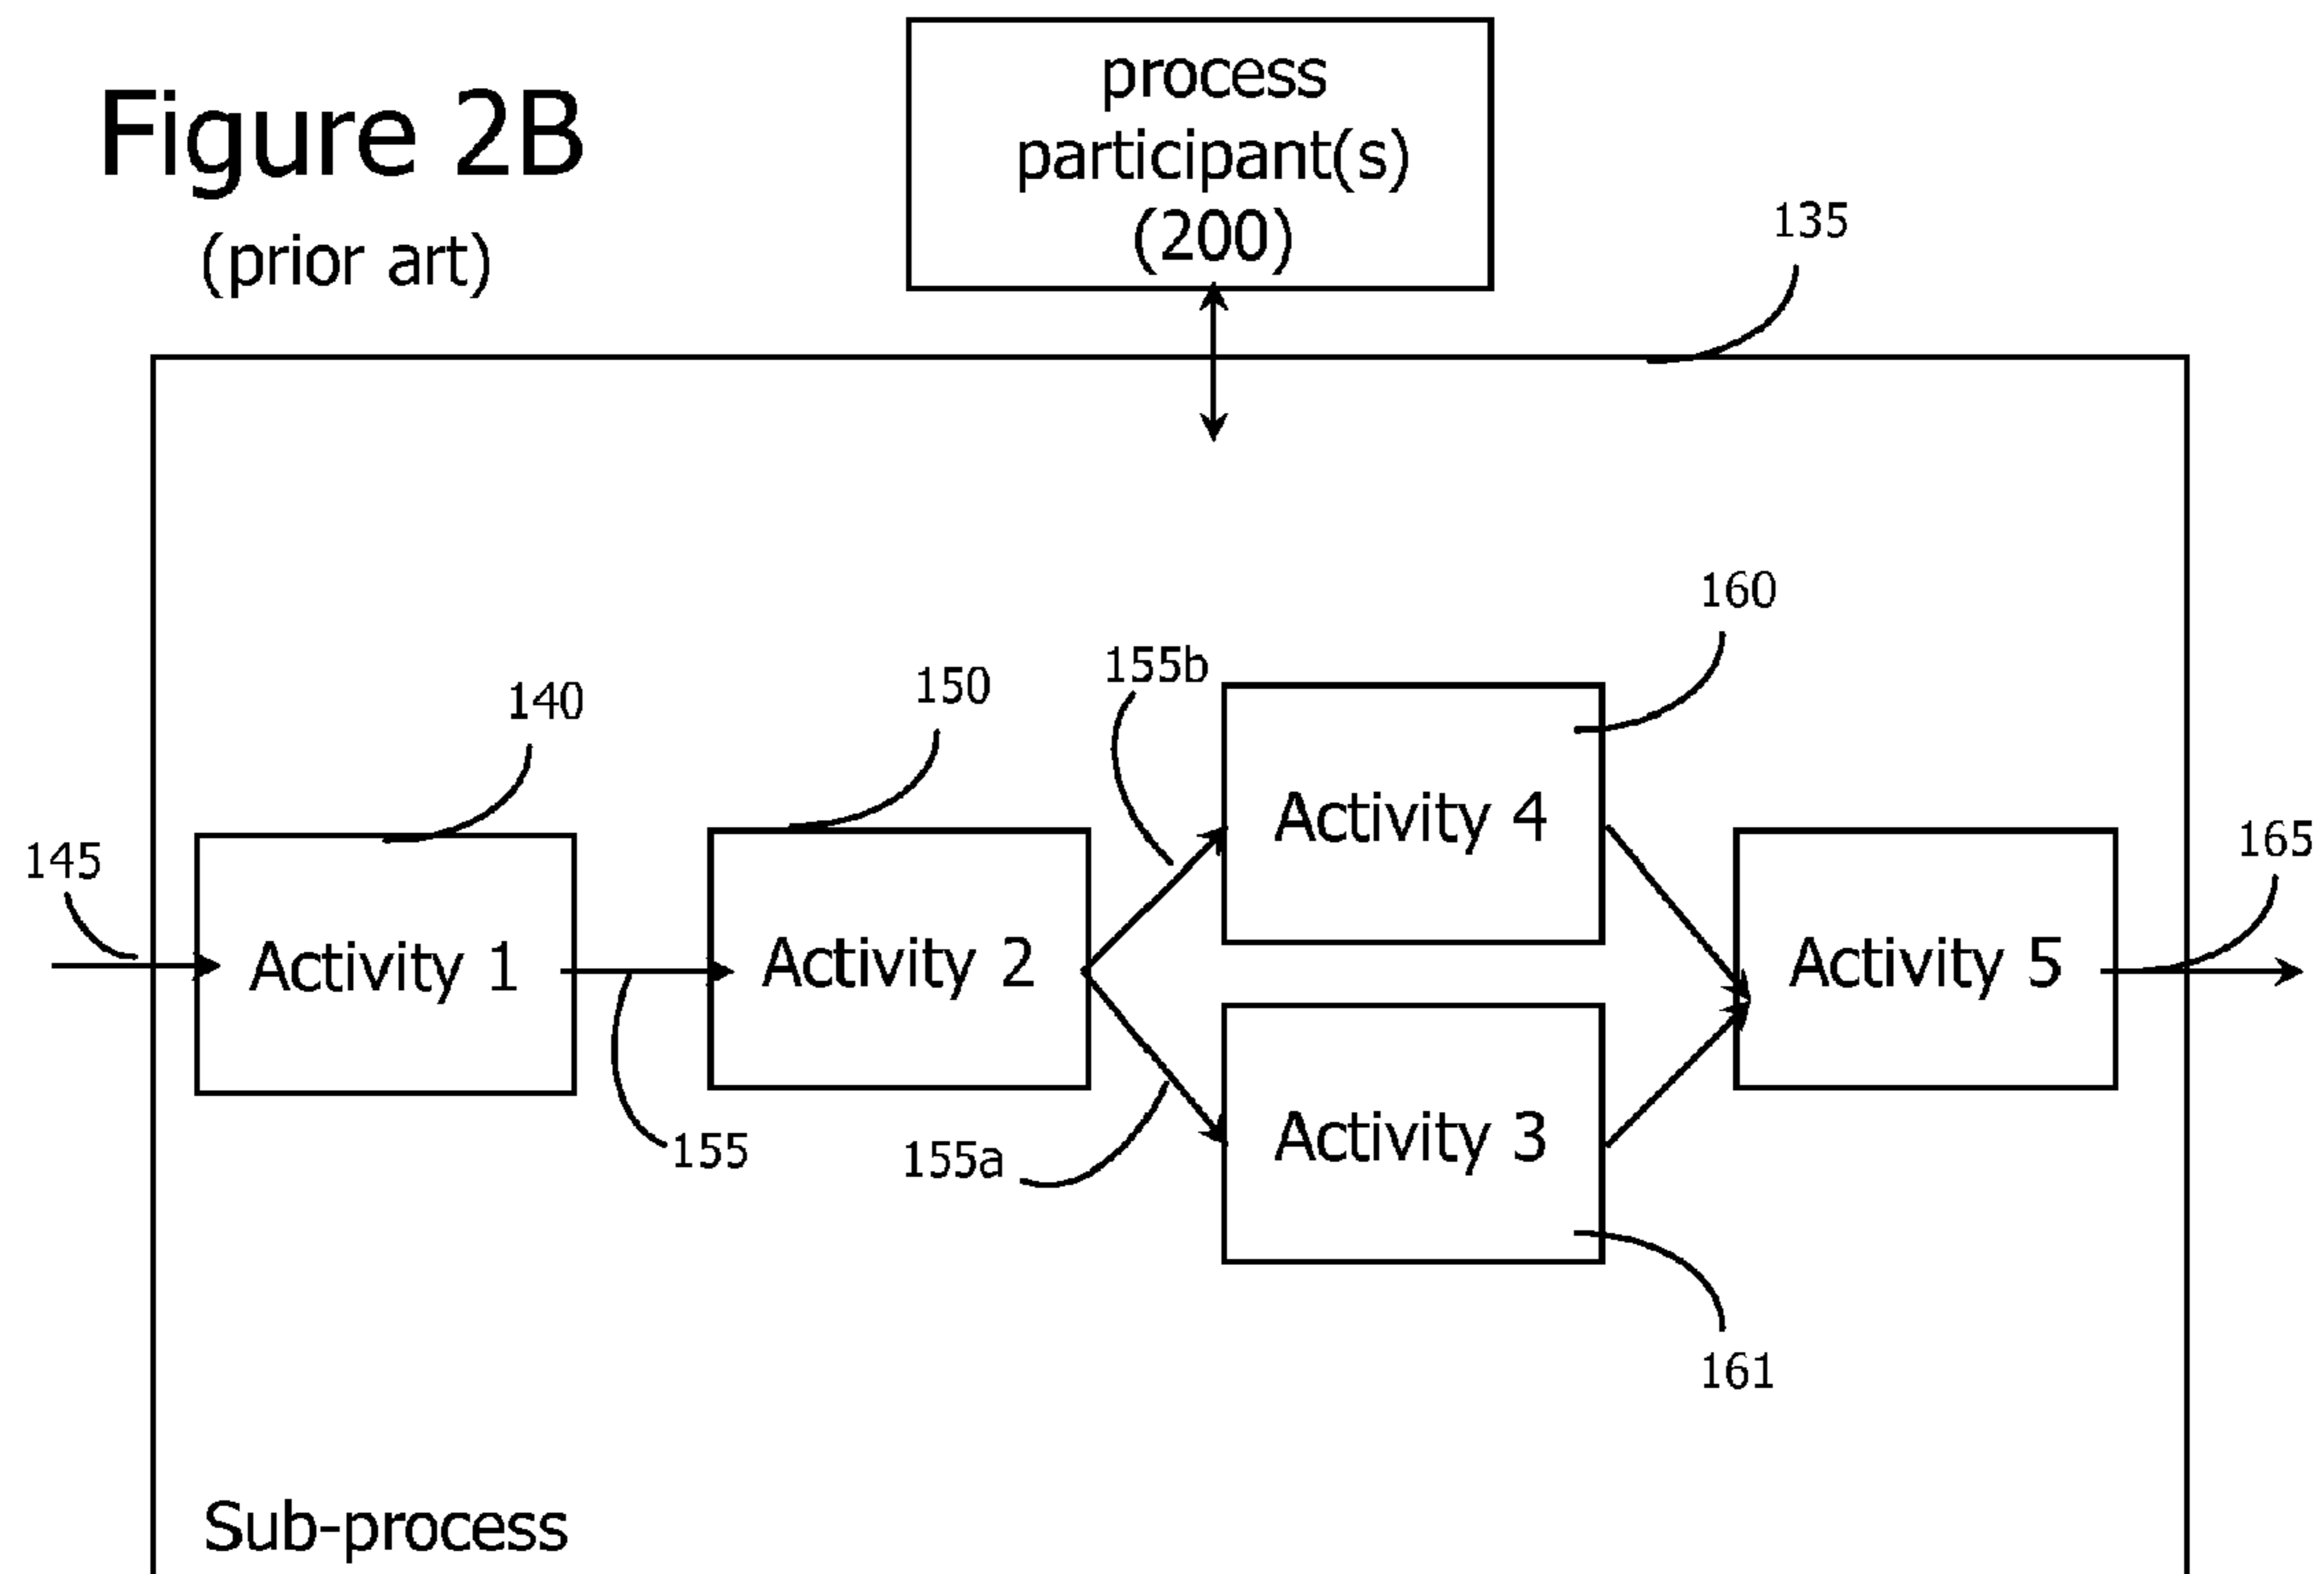 Figure 2B
(prior art)
process
participant(s)
(200)
135
160
155b
150
140
Activity 4
165
145
Activity 1
Activity 2
Activity 5
Activity 3
155
155a
161
Sub-process